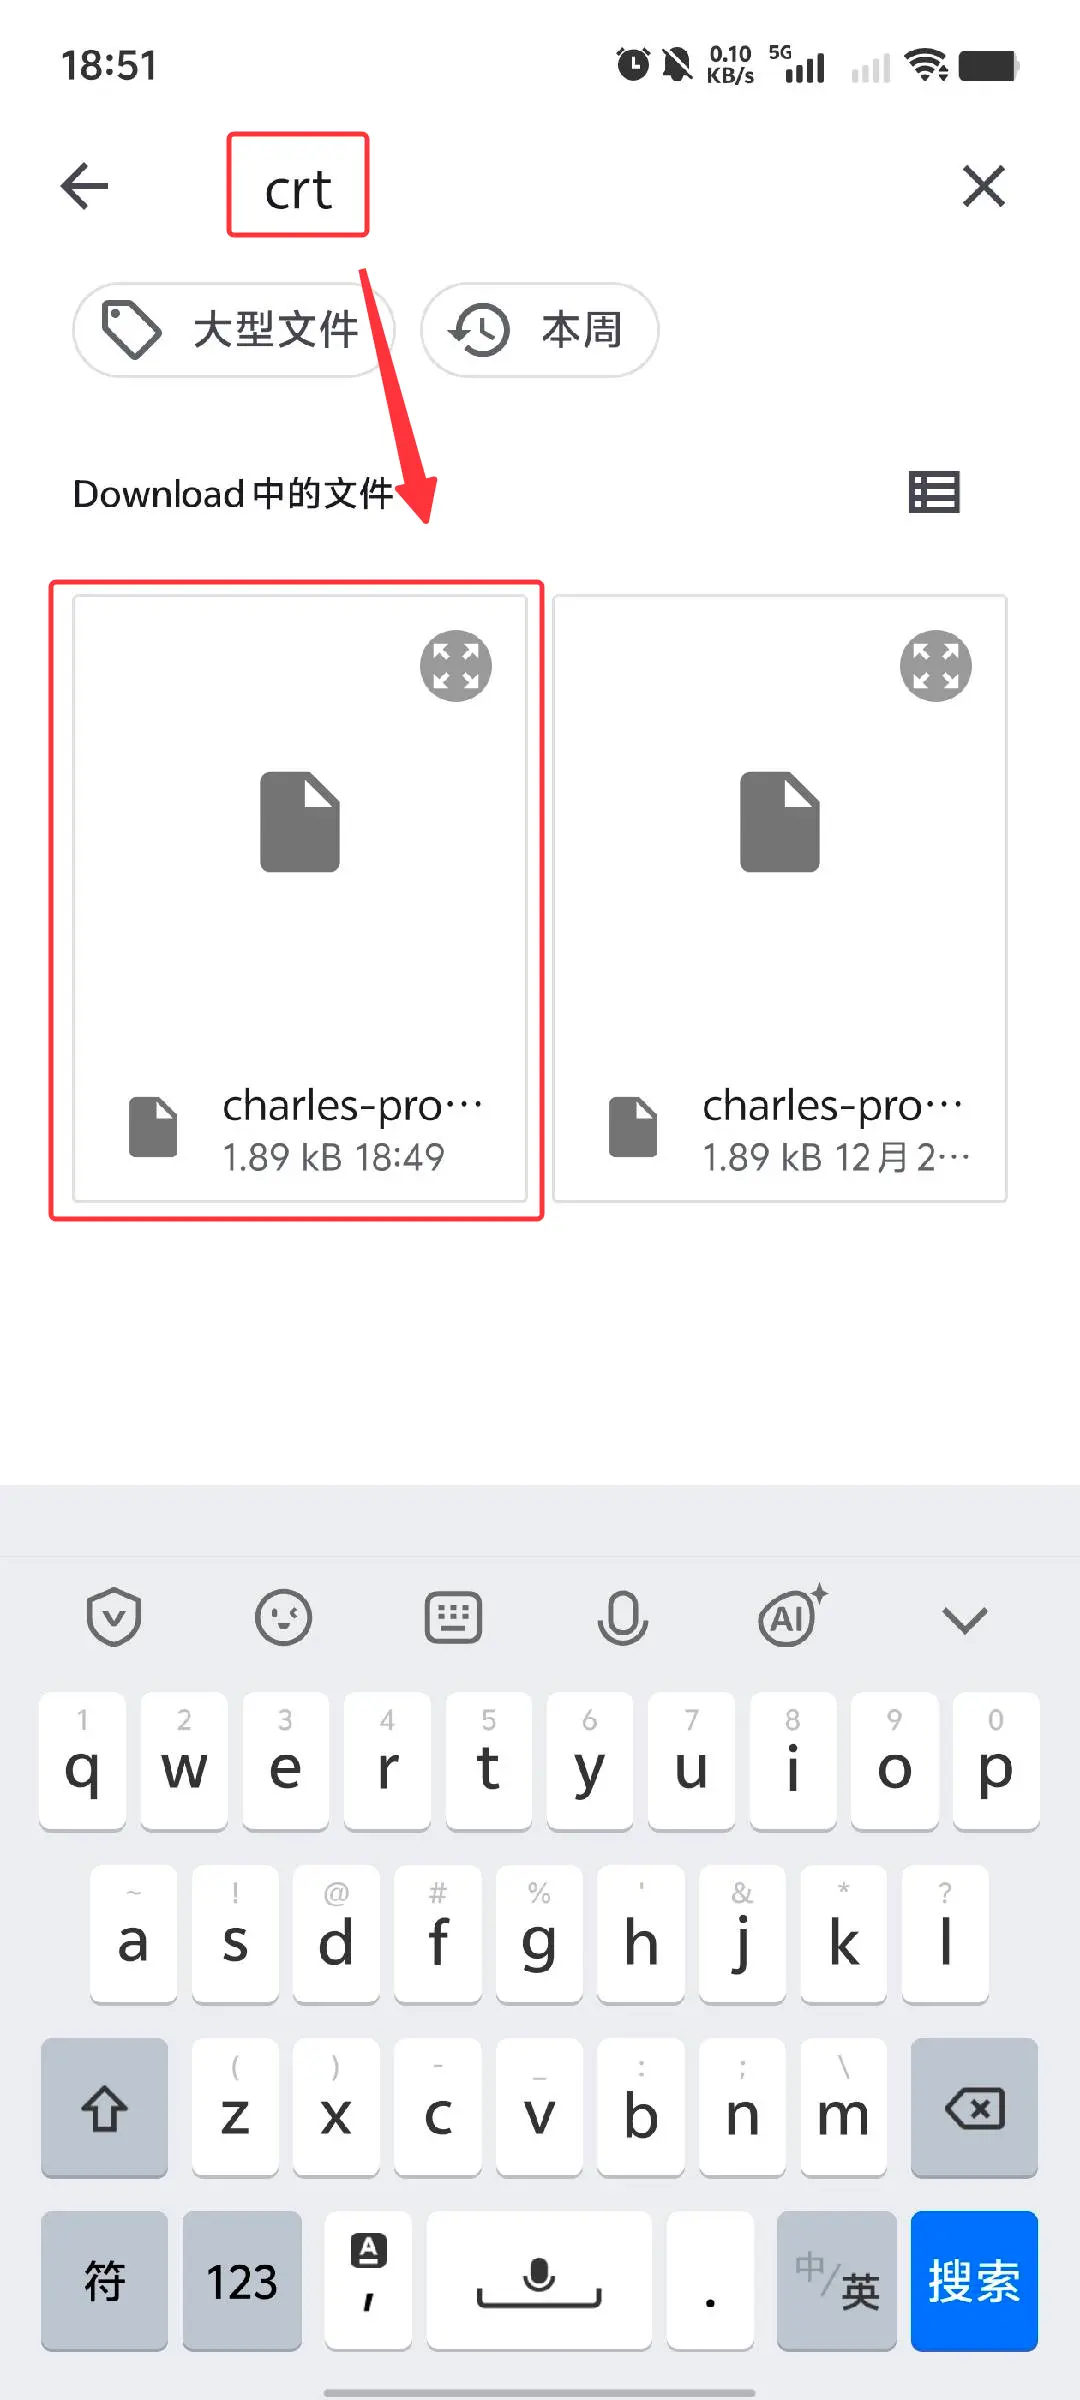 18:51
0.10 KB/s 5G
crt
大型文件 本周
Download 中的文件
charles-pro··· charles-pro···
1.89 kB 18:49 1.89 kB 12月2···
AI
1 2 3 4 5 6 7 8 9 0
q w e r t y u i o p
~ ! @ # % ' & * ?
a s d f g h j k l
( ) - _ : ; \
z x c v b n m
符 123 A , . 中/英 搜索